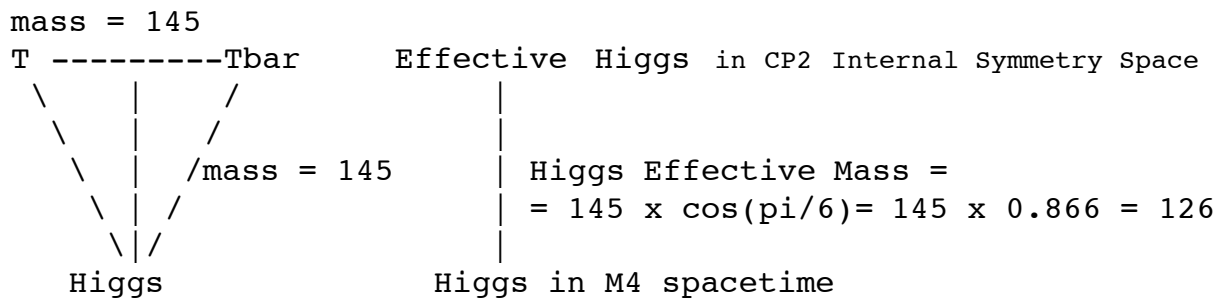 mass = 145
T ---------Tbar Effective Higgs in CP2 Internal Symmetry Space
mass = 145 Higgs Effective Mass =
= 145 x cos(pi/6)= 145 x 0.866 = 126
Higgs Higgs in M4 spacetime